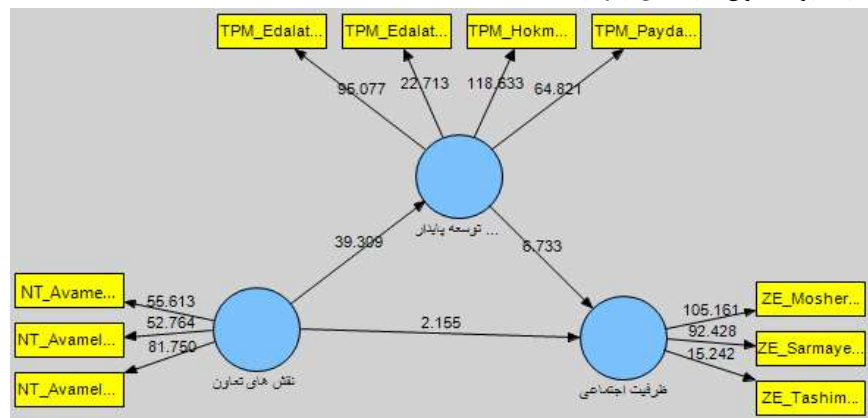 TPM_Edalat...
TPM_Edalat...
TPM_Hokm...
TPM_Payda...
95.077
22.713
118.633
64.821
توسعه پایدار ...
39.309
6.733
NT_Avame...
NT_Avamel...
NT_Avamel...
55.613
52.764
81.750
نقش های تعاون
2.155
ظرفیت اجتماعی
105.161
92.428
15.242
ZE_Mosher...
ZE_Sarmaye...
ZE_Tashim...